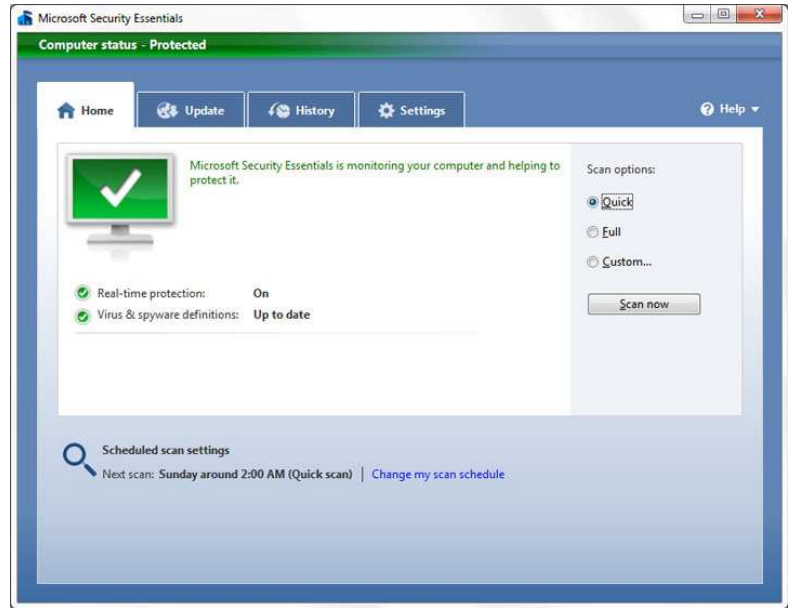 Microsoft Security Essentials
Computer status - Protected
Home
Update
History
Settings
Help
Microsoft Security Essentials is monitoring your computer and helping to
protect it.
Real-time protection: On
Virus & spyware definitions: Up to date
Scan options:
Quick
Full
Custom...
Scan now
Scheduled scan settings
Next scan: Sunday around 2:00 AM (Quick scan) | Change my scan schedule